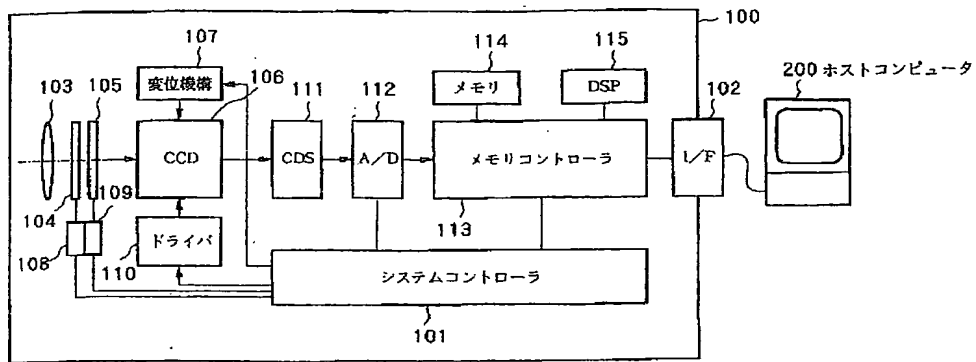 100
107
114
115
200 ホストコンピュータ
103
105
変位機構
106
111
112
メモリ
DSP
102
CCD
CDS
A/D
メモリコントローラ
I/F
104
109
113
108
110
ドライバ
システムコントローラ
101